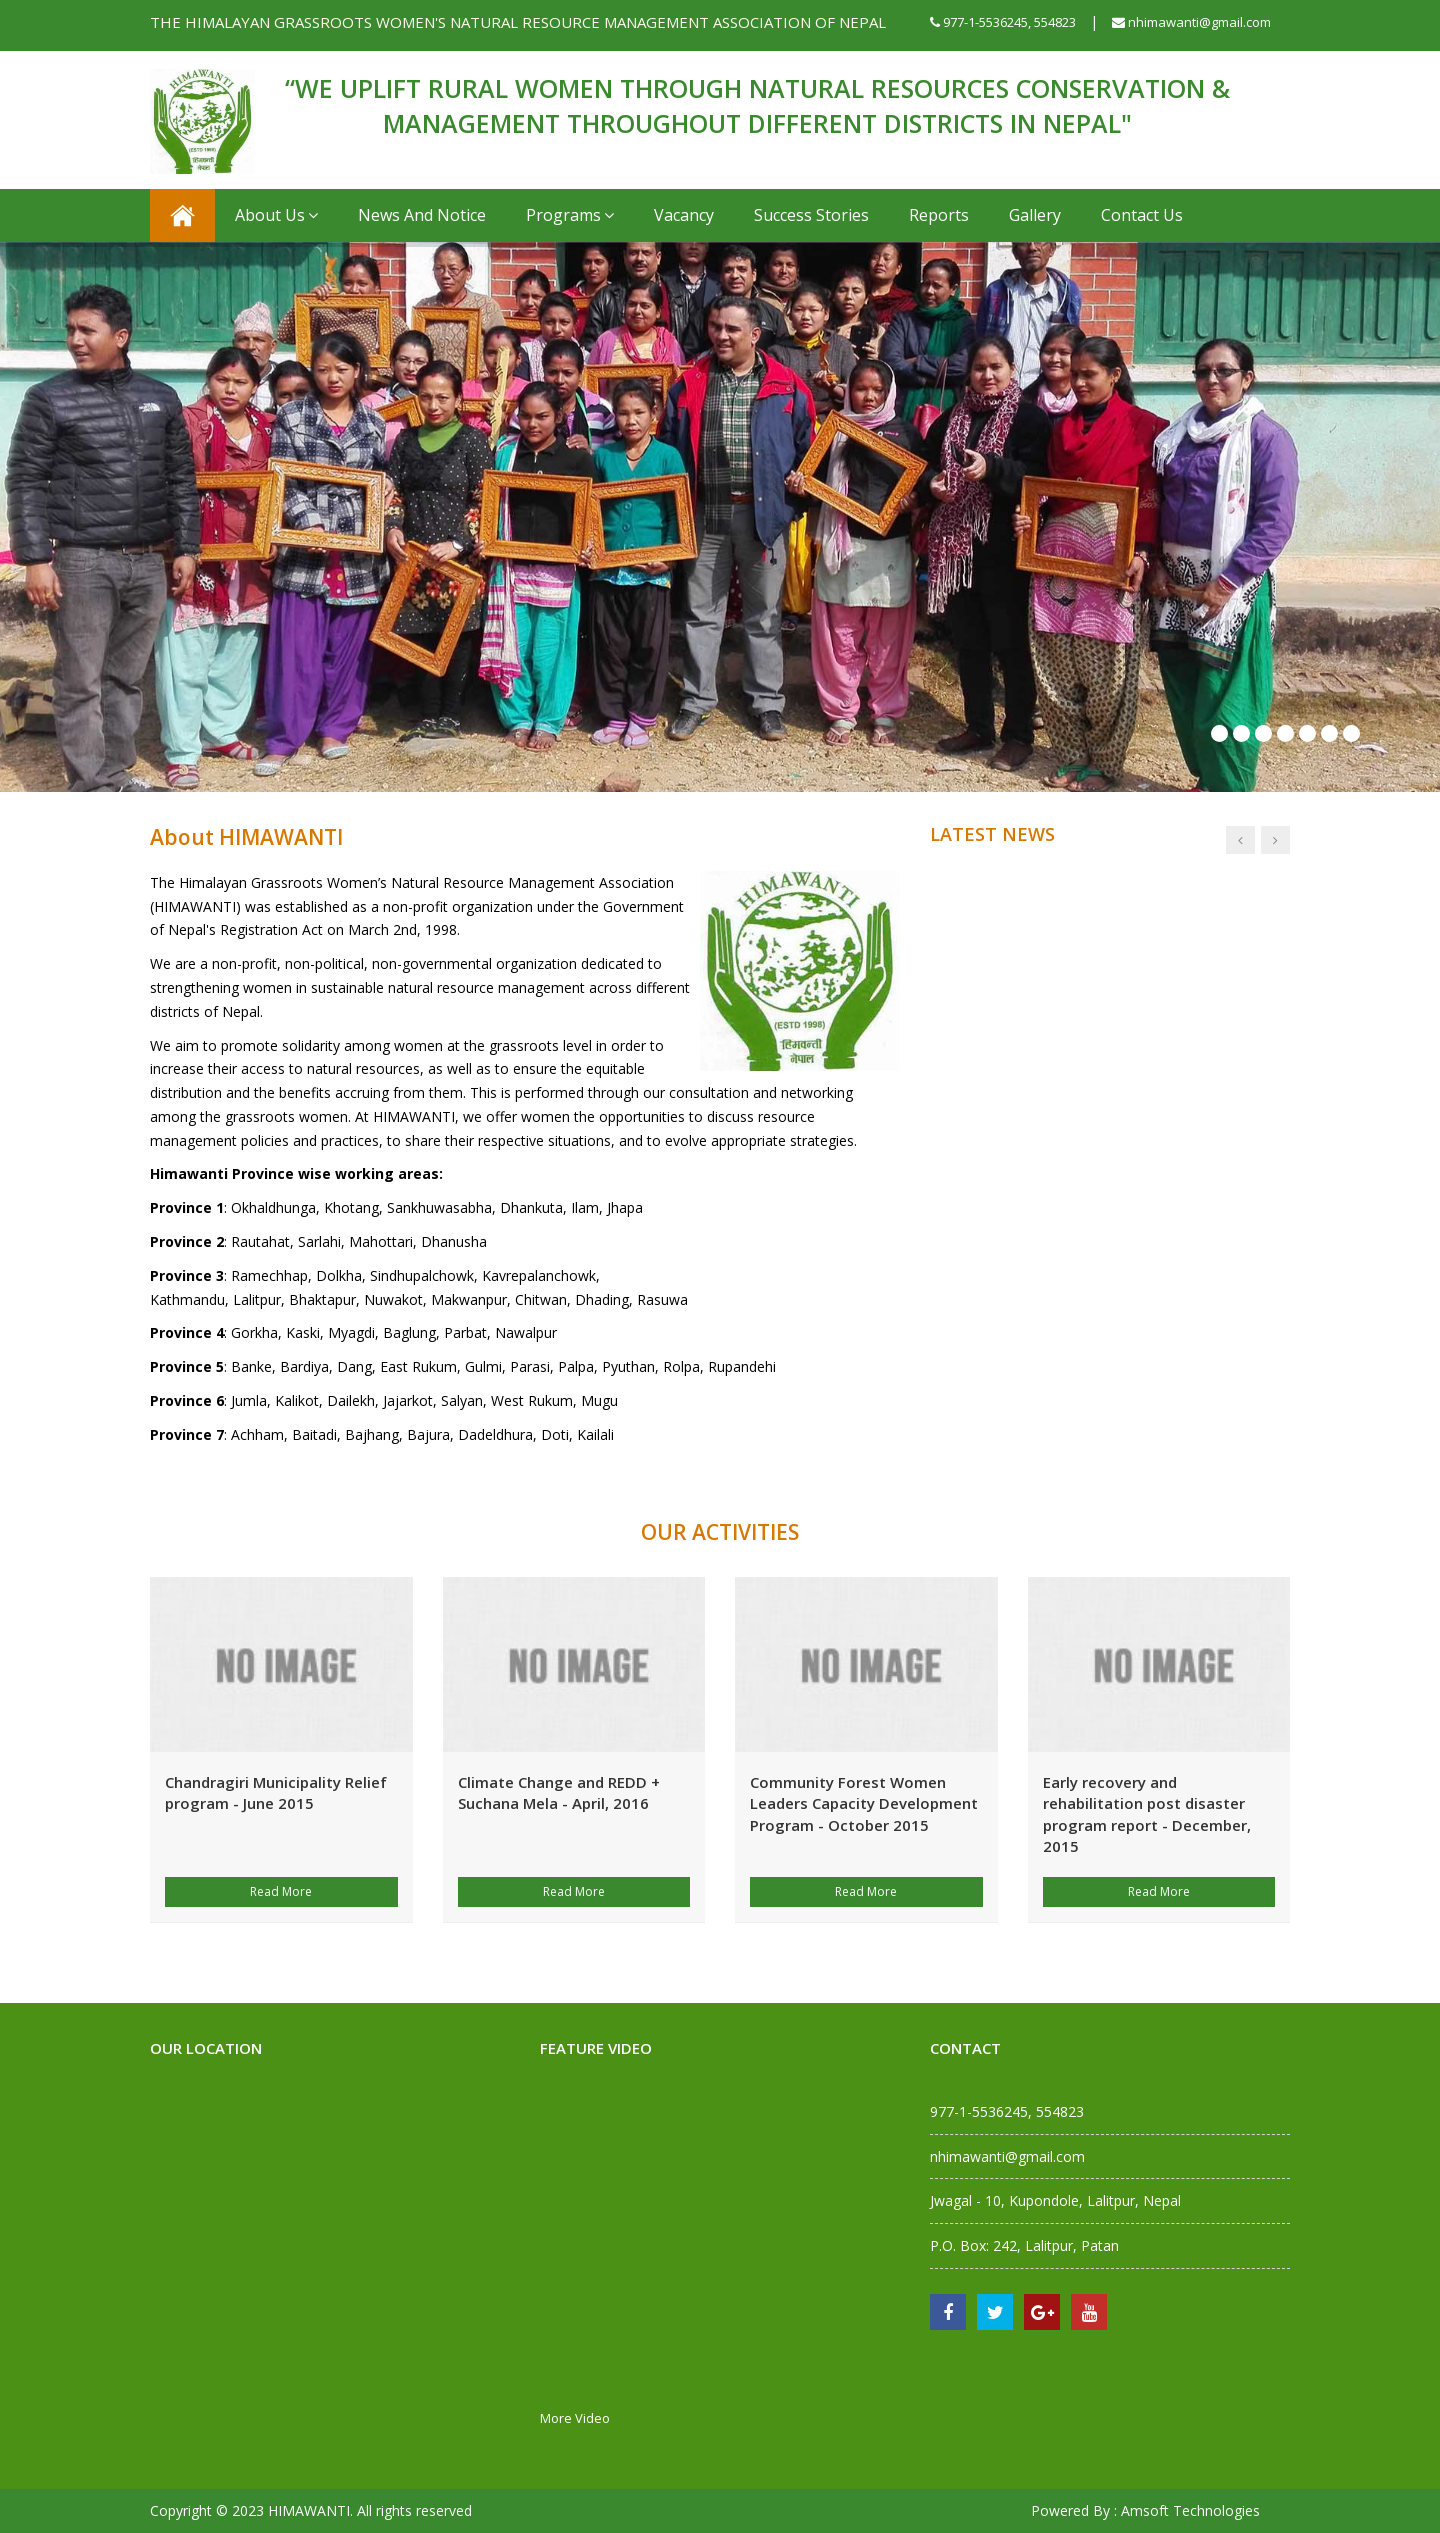 THE HIMALAYAN GRASSROOTS WOMEN'S NATURAL RESOURCE MANAGEMENT ASSOCIATION OF NEPAL
977-1-5536245, 554823 | nhimawanti@gmail.com
HIMAWANTI
(ESTD 1998)
हिमवन्ती
नेपाल
“WE UPLIFT RURAL WOMEN THROUGH NATURAL RESOURCES CONSERVATION &
MANAGEMENT THROUGHOUT DIFFERENT DISTRICTS IN NEPAL"
About Us
News And Notice
Programs
Vacancy
Success Stories
Reports
Gallery
Contact Us
About HIMAWANTI
The Himalayan Grassroots Women’s Natural Resource Management Association
(HIMAWANTI) was established as a non-profit organization under the Government
of Nepal's Registration Act on March 2nd, 1998.
We are a non-profit, non-political, non-governmental organization dedicated to
strengthening women in sustainable natural resource management across different
districts of Nepal.
We aim to promote solidarity among women at the grassroots level in order to
increase their access to natural resources, as well as to ensure the equitable
distribution and the benefits accruing from them. This is performed through our consultation and networking
among the grassroots women. At HIMAWANTI, we offer women the opportunities to discuss resource
management policies and practices, to share their respective situations, and to evolve appropriate strategies.
HIMAWANTI
(ESTD 1998)
हिमवन्ती
नेपाल
Himawanti Province wise working areas:
Province 1: Okhaldhunga, Khotang, Sankhuwasabha, Dhankuta, Ilam, Jhapa
Province 2: Rautahat, Sarlahi, Mahottari, Dhanusha
Province 3: Ramechhap, Dolkha, Sindhupalchowk, Kavrepalanchowk,
Kathmandu, Lalitpur, Bhaktapur, Nuwakot, Makwanpur, Chitwan, Dhading, Rasuwa
Province 4: Gorkha, Kaski, Myagdi, Baglung, Parbat, Nawalpur
Province 5: Banke, Bardiya, Dang, East Rukum, Gulmi, Parasi, Palpa, Pyuthan, Rolpa, Rupandehi
Province 6: Jumla, Kalikot, Dailekh, Jajarkot, Salyan, West Rukum, Mugu
Province 7: Achham, Baitadi, Bajhang, Bajura, Dadeldhura, Doti, Kailali
LATEST NEWS
OUR ACTIVITIES
NO IMAGE
Chandragiri Municipality Relief
program - June 2015
Read More
NO IMAGE
Climate Change and REDD +
Suchana Mela - April, 2016
Read More
NO IMAGE
Community Forest Women
Leaders Capacity Development
Program - October 2015
Read More
NO IMAGE
Early recovery and
rehabilitation post disaster
program report - December,
2015
Read More
OUR LOCATION
FEATURE VIDEO
More Video
CONTACT
977-1-5536245, 554823
nhimawanti@gmail.com
Jwagal - 10, Kupondole, Lalitpur, Nepal
P.O. Box: 242, Lalitpur, Patan
Copyright © 2023 HIMAWANTI. All rights reserved
Powered By : Amsoft Technologies